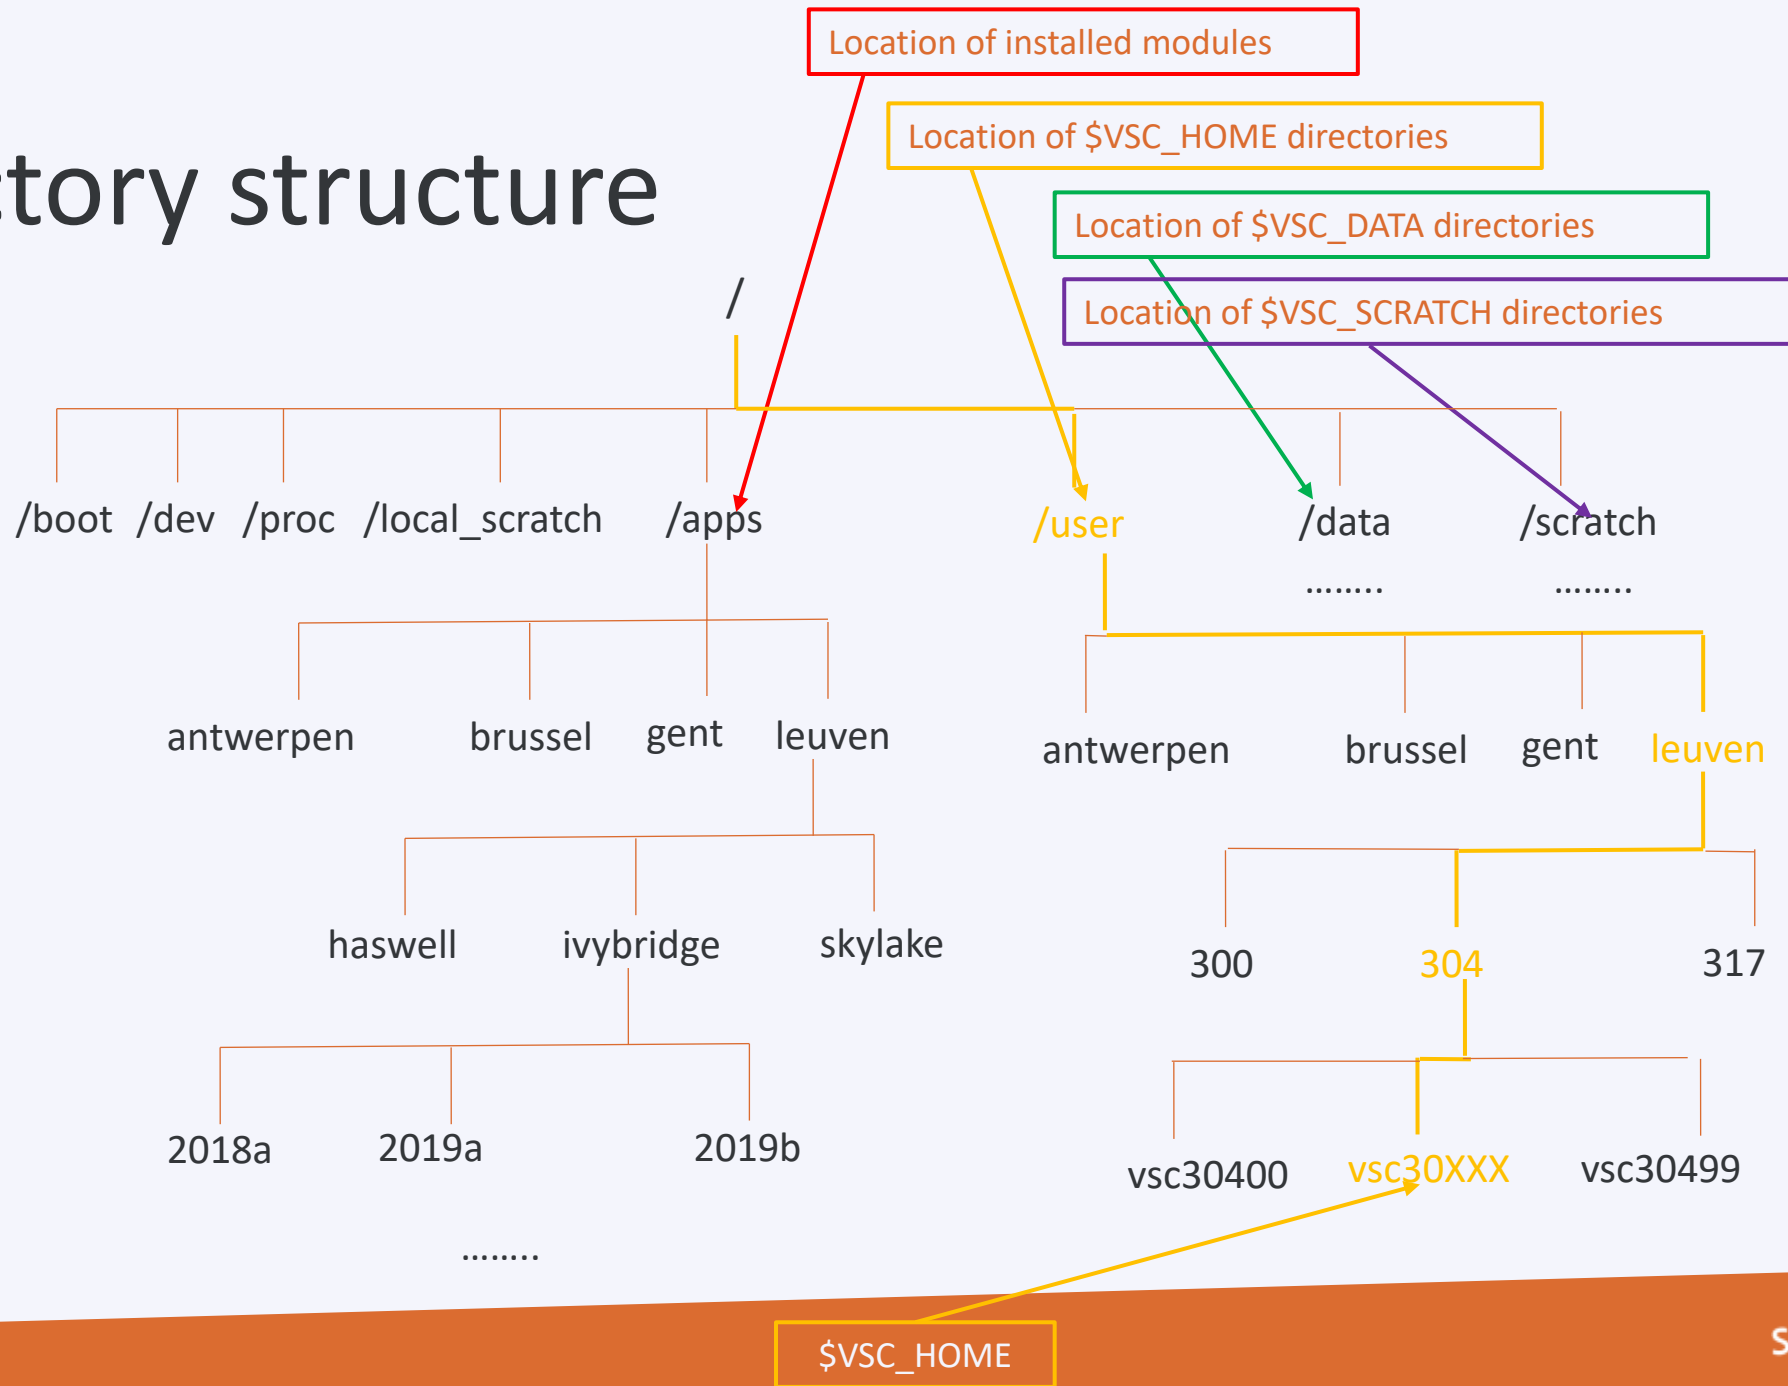 Location of installed modules
Location of $VSC_HOME directories
ctory structure
Location of $VSC_DATA directories
Location of $VSC_SCRATCH directories
/
/boot /dev /proc /local_scratch /apps /user /data /scratch
........ ........
antwerpen brussel gent leuven antwerpen brussel gent leuven
haswell ivybridge skylake 300 304 317
2018a 2019a 2019b vsc30400 vsc30XXX vsc30499
........
$VSC_HOME
S